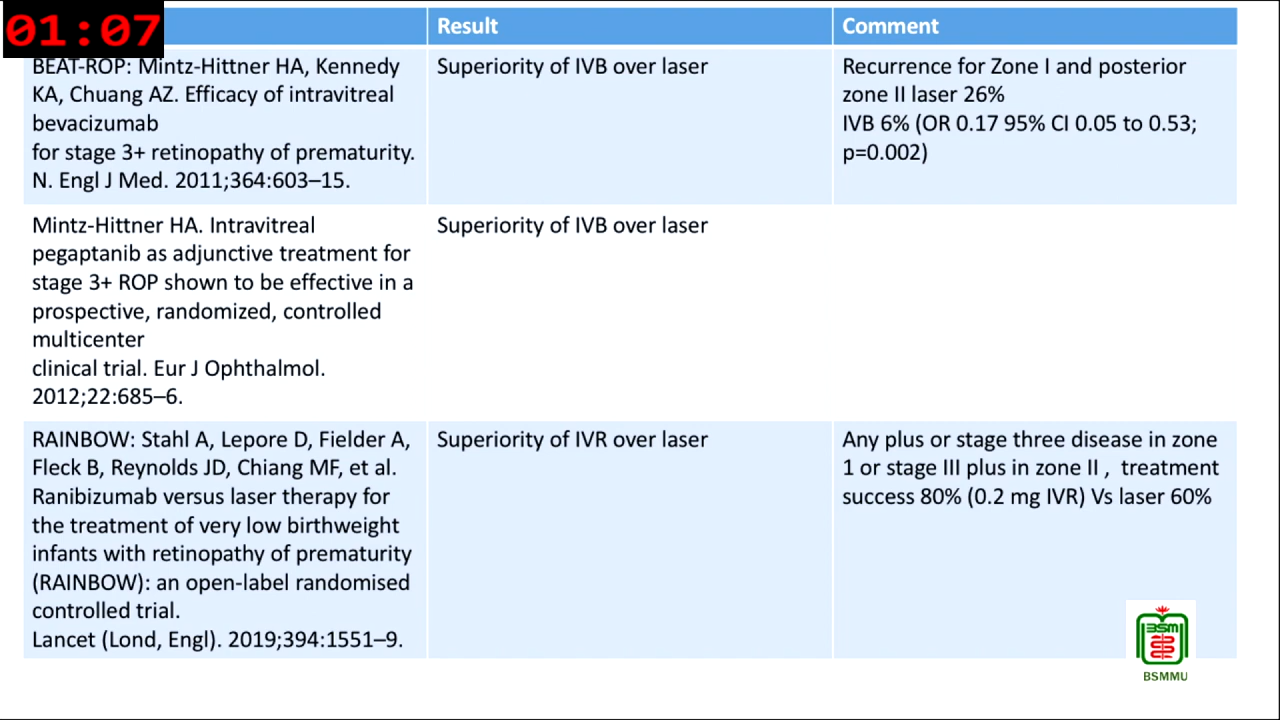 01:07
Result
Comment
BEAT-ROP: Mintz-Hittner HA, Kennedy
KA, Chuang AZ. Efficacy of intravitreal
bevacizumab
for stage 3+ retinopathy of prematurity.
N. Engl J Med. 2011;364:603–15.
Superiority of IVB over laser
Recurrence for Zone I and posterior
zone II laser 26%
IVB 6% (OR 0.17 95% CI 0.05 to 0.53;
p=0.002)
Mintz-Hittner HA. Intravitreal
pegaptanib as adjunctive treatment for
stage 3+ ROP shown to be effective in a
prospective, randomized, controlled
multicenter
clinical trial. Eur J Ophthalmol.
2012;22:685–6.
Superiority of IVB over laser
RAINBOW: Stahl A, Lepore D, Fielder A,
Fleck B, Reynolds JD, Chiang MF, et al.
Ranibizumab versus laser therapy for
the treatment of very low birthweight
infants with retinopathy of prematurity
(RAINBOW): an open-label randomised
controlled trial.
Lancet (Lond, Engl). 2019;394:1551–9.
Superiority of IVR over laser
Any plus or stage three disease in zone
1 or stage III plus in zone II , treatment
success 80% (0.2 mg IVR) Vs laser 60%
BSM
BSMMU